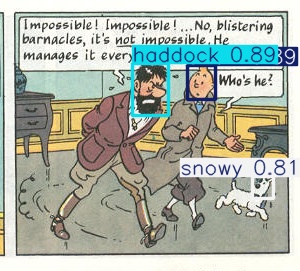 Impossible! Impossible!...No, blistering
barnacles, it's not impossible. He
manages it every
haddock 0.89
Who's he?
snowy 0.81